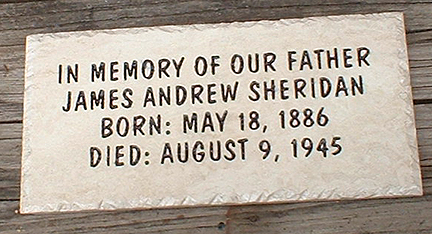 IN MEMORY OF OUR FATHER
JAMES ANDREW SHERIDAN
BORN: MAY 18, 1886
DIED: AUGUST 9, 1945